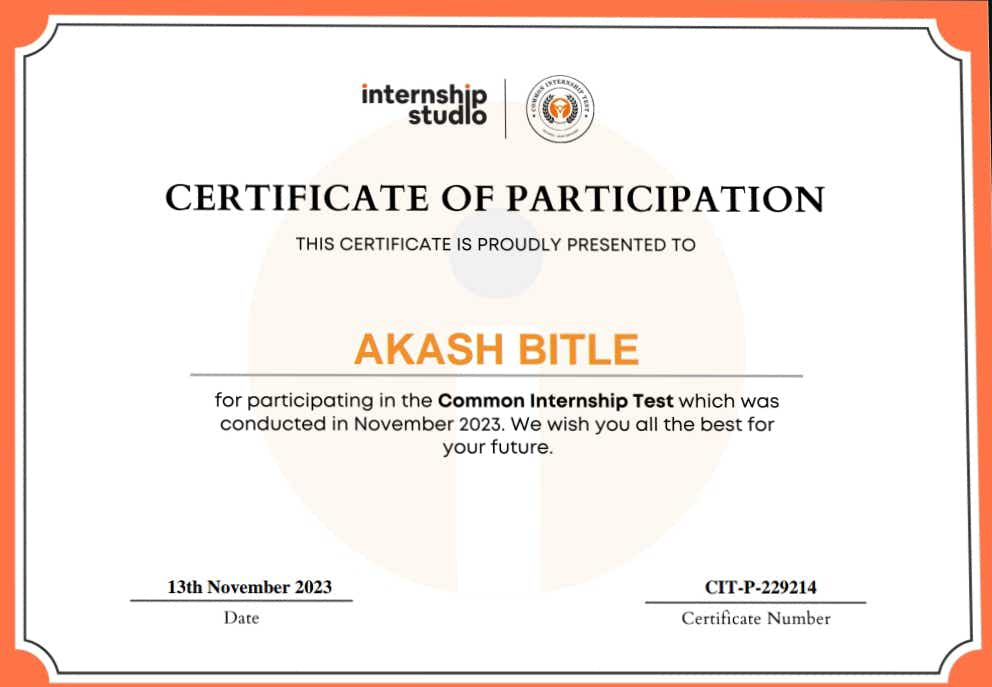 internship
studio
COMMON INTERNSHIP TEST
CERTIFICATE OF PARTICIPATION
THIS CERTIFICATE IS PROUDLY PRESENTED TO
AKASH BITLE
for participating in the Common Internship Test which was
conducted in November 2023. We wish you all the best for
your future.
13th November 2023
CIT-P-229214
Date
Certificate Number